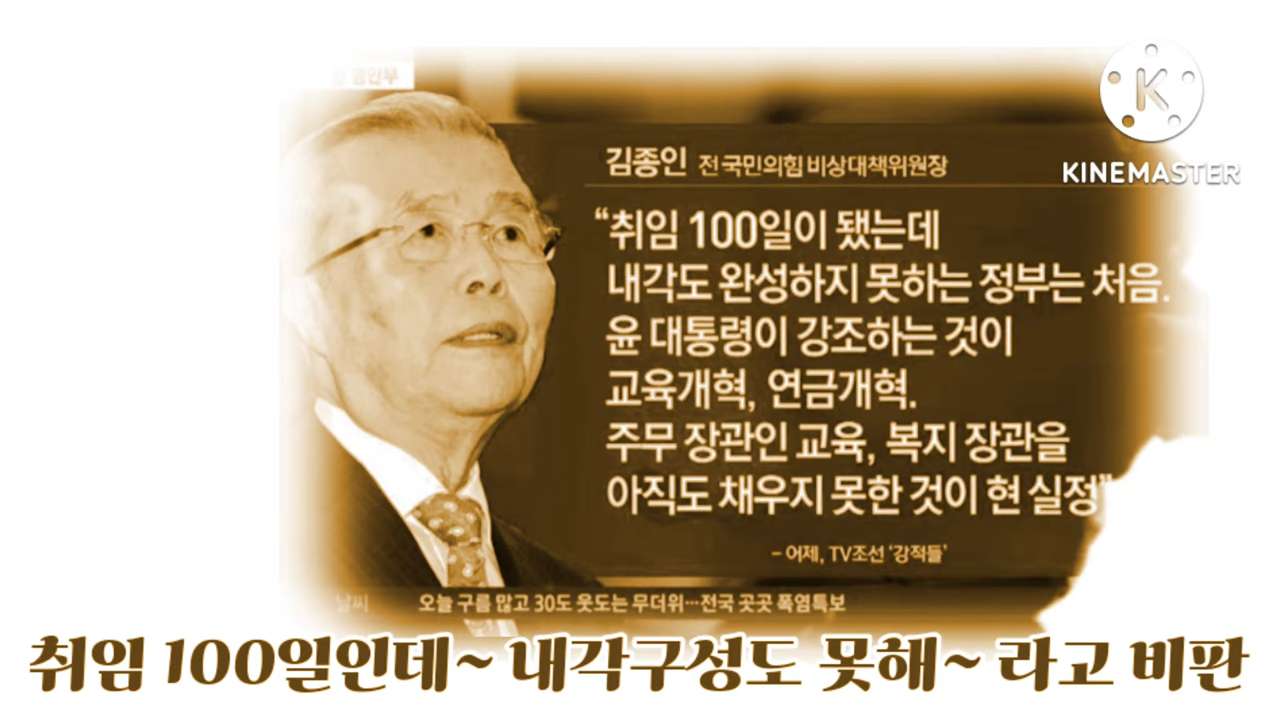 행안부
KINEMASTER
김종인 전 국민의힘 비상대책위원장
“취임 100일이 됐는데
내각도 완성하지 못하는 정부는 처음.
윤 대통령이 강조하는 것이
교육개혁, 연금개혁.
주무 장관인 교육, 복지 장관을
아직도 채우지 못한 것이 현 실정”
- 어제, TV조선 ‘강적들’
날씨 오늘 구름 많고 30도 웃도는 무더위…전국 곳곳 폭염특보
취임 100일인데~ 내각구성도 못해~ 라고 비판